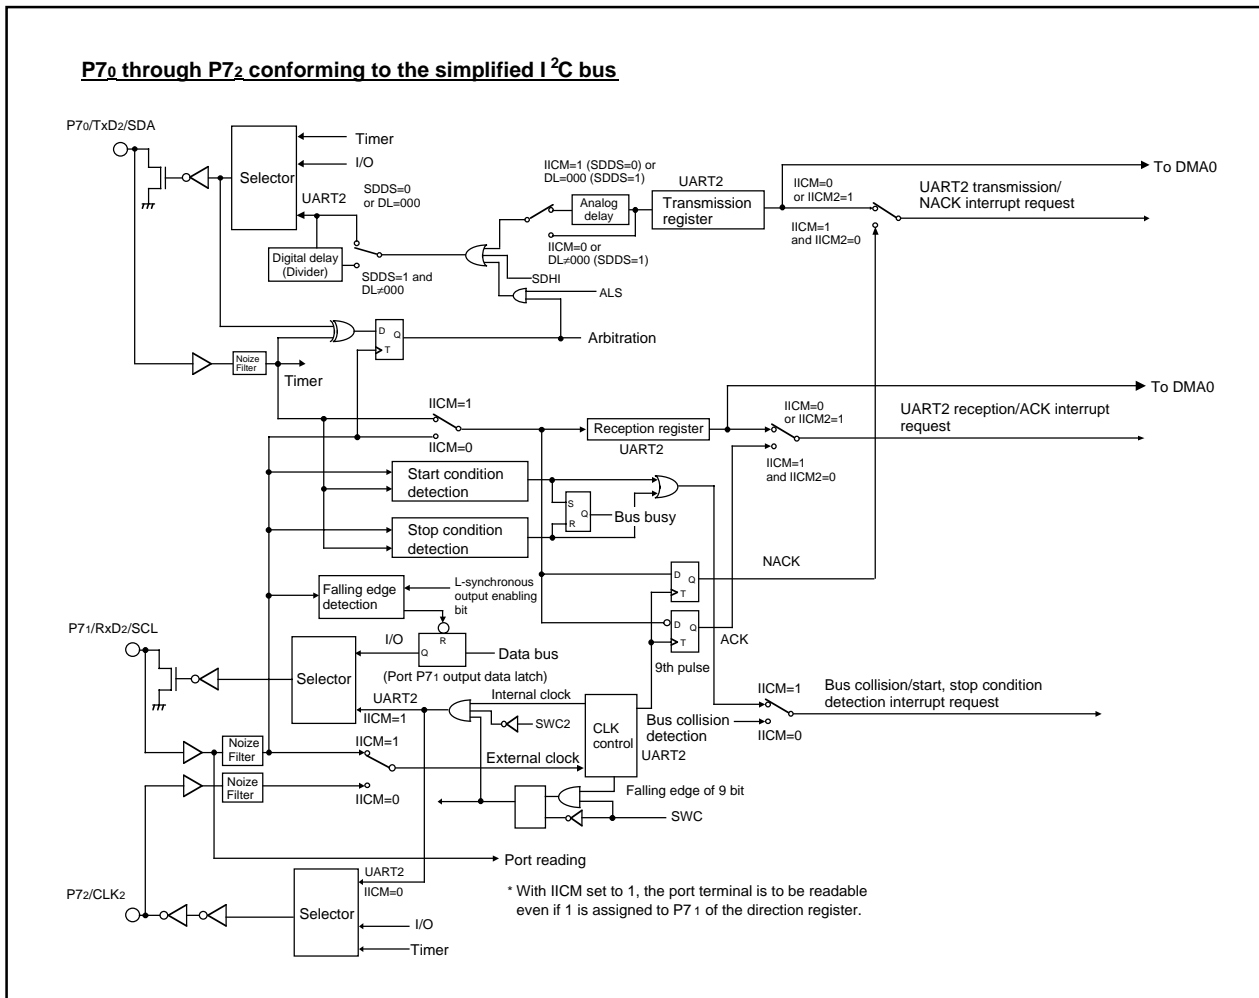 P70 through P72 conforming to the simplified I 2C bus
P70/TxD2/SDA
Selector
Timer
I/O
UART2
SDDS=0
or DL=000
Digital delay
(Divider)
SDDS=1 and
DL≠000
IICM=1 (SDDS=0) or
DL=000 (SDDS=1)
Analog
delay
IICM=0 or
DL≠000 (SDDS=1)
SDHI
ALS
UART2
Transmission
register
IICM=0
or IICM2=1
IICM=1
and IICM2=0
To DMA0
UART2 transmission/
NACK interrupt request
D
Q
T
Arbitration
Noize
Filter
Timer
IICM=1
IICM=0
Reception register
UART2
IICM=0
or IICM2=1
IICM=1
and IICM2=0
To DMA0
UART2 reception/ACK interrupt
request
Start condition
detection
S
Q
R
Bus busy
Stop condition
detection
NACK
D
Q
T
Falling edge
detection
L-synchronous
output enabling
bit
D
Q
T
ACK
9th pulse
P71/RxD2/SCL
Selector
I/O
R
Q
Data bus
(Port P71 output data latch)
UART2
IICM=1
Internal clock
SWC2
CLK
control
UART2
Bus collision
detection
IICM=1
IICM=0
Bus collision/start, stop condition
detection interrupt request
Noize
Filter
IICM=1
External clock
Noize
Filter
IICM=0
Falling edge of 9 bit
SWC
Port reading
P72/CLK2
Selector
UART2
IICM=0
I/O
Timer
* With IICM set to 1, the port terminal is to be readable
even if 1 is assigned to P7 1 of the direction register.